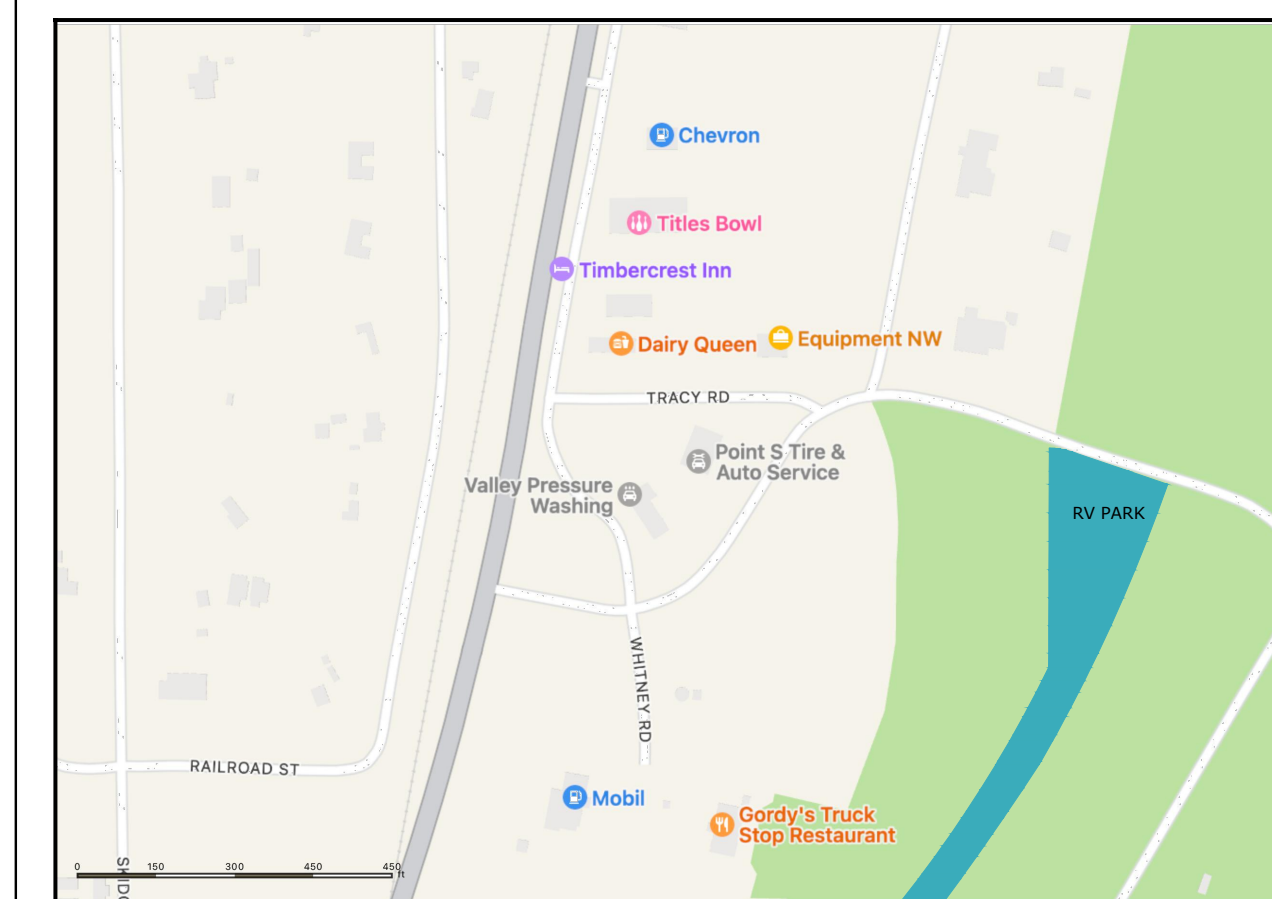 Chevron
Titles Bowl
Timbercrest Inn
Dairy Queen
Equipment NW
TRACY RD
Point S Tire &
Auto Service
Valley Pressure
Washing
RV PARK
WHITNEY RD
RAILROAD ST
Mobil
Gordy's Truck
Stop Restaurant
0 150 300 450 450
ft